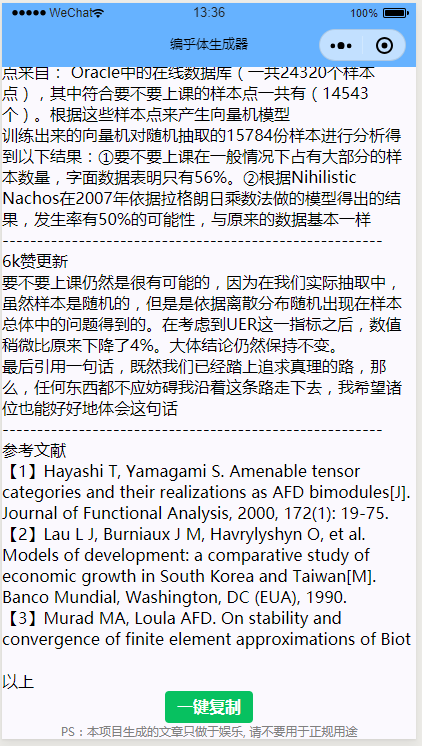 WeChat
13:36
100%
编乎体生成器
点来自： Oracle中的在线数据库（一共24320个样本
点），其中符合要不要上课的样本点一共有（14543
个）。根据这些样本点来产生向量机模型
训练出来的向量机对随机抽取的15784份样本进行分析得
到以下结果：①要不要上课在一般情况下占有大部分的样
本数量，字面数据表明只有56%。②根据Nihilistic
Nachos在2007年依据拉格朗日乘数法做的模型得出的结
果，发生率有50%的可能性，与原来的数据基本一样
-------------------------------------------------------
6k赞更新
要不要上课仍然是很有可能的，因为在我们实际抽取中，
虽然样本是随机的，但是是依据离散分布随机出现在样本
总体中的问题得到的。在考虑到UER这一指标之后，数值
稍微比原来下降了4%。大体结论仍然保持不变。
最后引用一句话，既然我们已经踏上追求真理的路，那
么，任何东西都不应妨碍我沿着这条路走下去，我希望诸
位也能好好地体会这句话
-------------------------------------------------------
参考文献
【1】Hayashi T, Yamagami S. Amenable tensor
categories and their realizations as AFD bimodules[J].
Journal of Functional Analysis, 2000, 172(1): 19-75.
【2】Lau L J, Burniaux J M, Havrylyshyn O, et al.
Models of development: a comparative study of
economic growth in South Korea and Taiwan[M].
Banco Mundial, Washington, DC (EUA), 1990.
【3】Murad MA, Loula AFD. On stability and
convergence of finite element approximations of Biot
以上
一键复制
PS：本项目生成的文章只做于娱乐, 请不要用于正规用途